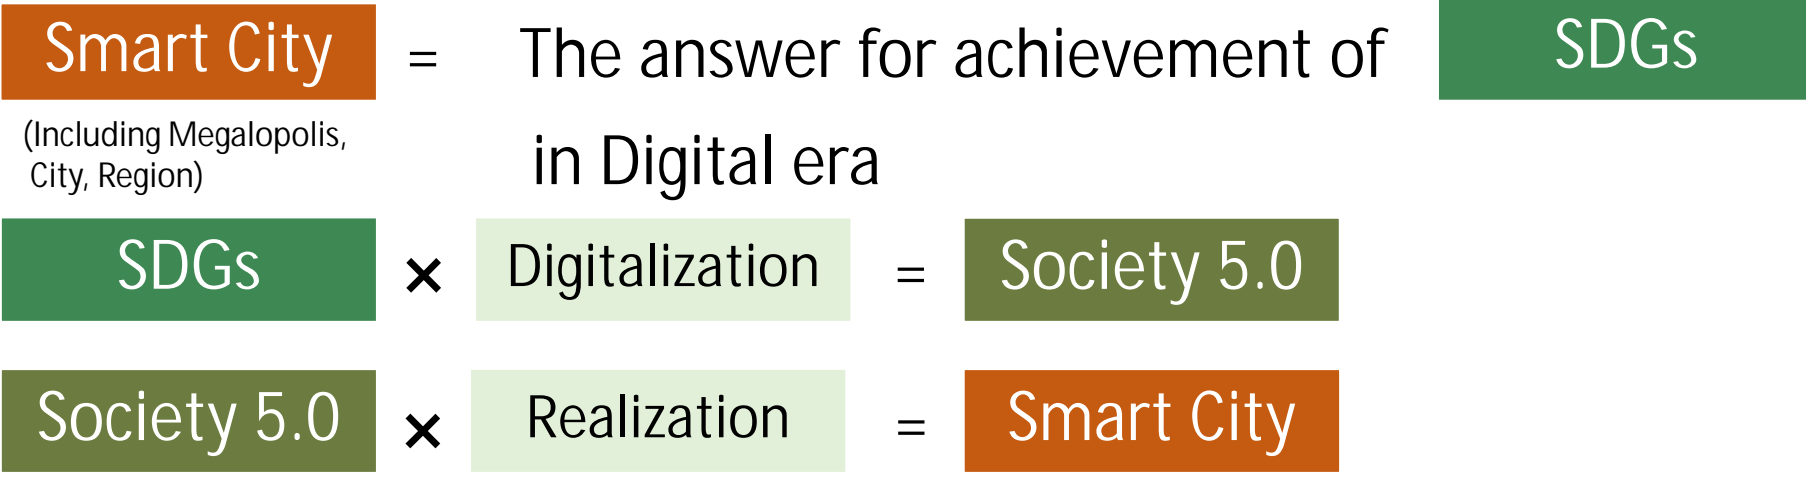 Smart City = The answer for achievement of SDGs
(Including Megalopolis,
City, Region)
in Digital era
SDGs × Digitalization = Society 5.0
Society 5.0 × Realization = Smart City